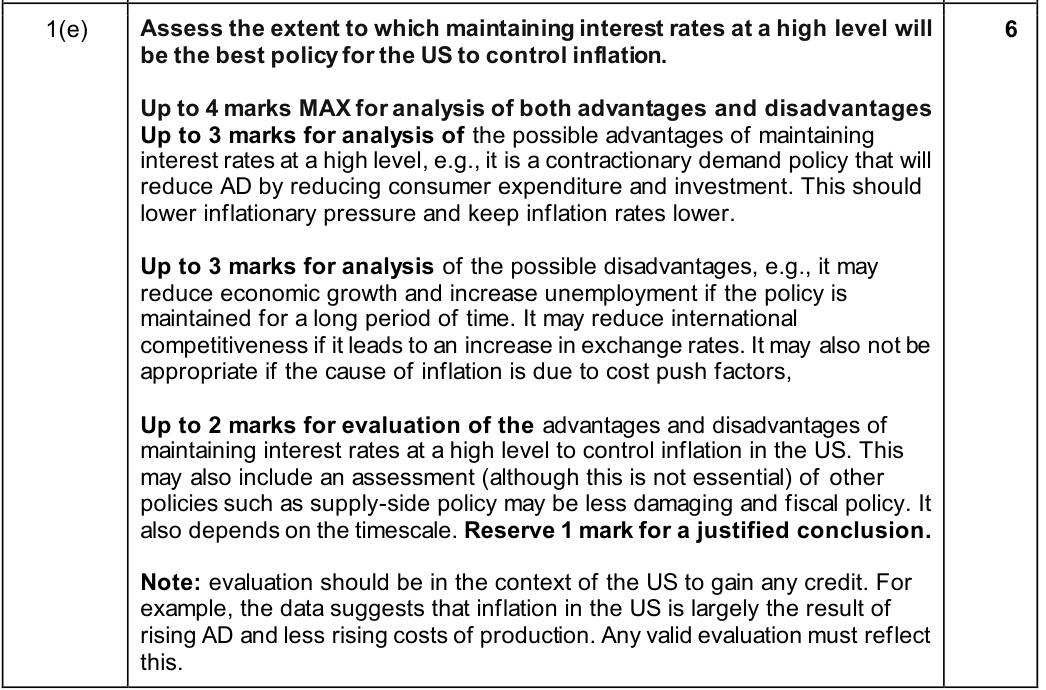 1(e)
Assess the extent to which maintaining interest rates at a high level will
be the best policy for the US to control inflation.
6
Up to 4 marks MAX for analysis of both advantages and disadvantages
Up to 3 marks for analysis of the possible advantages of maintaining
interest rates at a high level, e.g., it is a contractionary demand policy that will
reduce AD by reducing consumer expenditure and investment. This should
lower inflationary pressure and keep inflation rates lower.
Up to 3 marks for analysis of the possible disadvantages, e.g., it may
reduce economic growth and increase unemployment if the policy is
maintained for a long period of time. It may reduce international
competitiveness if it leads to an increase in exchange rates. It may also not be
appropriate if the cause of inflation is due to cost push factors,
Up to 2 marks for evaluation of the advantages and disadvantages of
maintaining interest rates at a high level to control inflation in the US. This
may also include an assessment (although this is not essential) of other
policies such as supply-side policy may be less damaging and fiscal policy. It
also depends on the timescale. Reserve 1 mark for a justified conclusion.
Note: evaluation should be in the context of the US to gain any credit. For
example, the data suggests that inflation in the US is largely the result of
rising AD and less rising costs of production. Any valid evaluation must reflect
this.